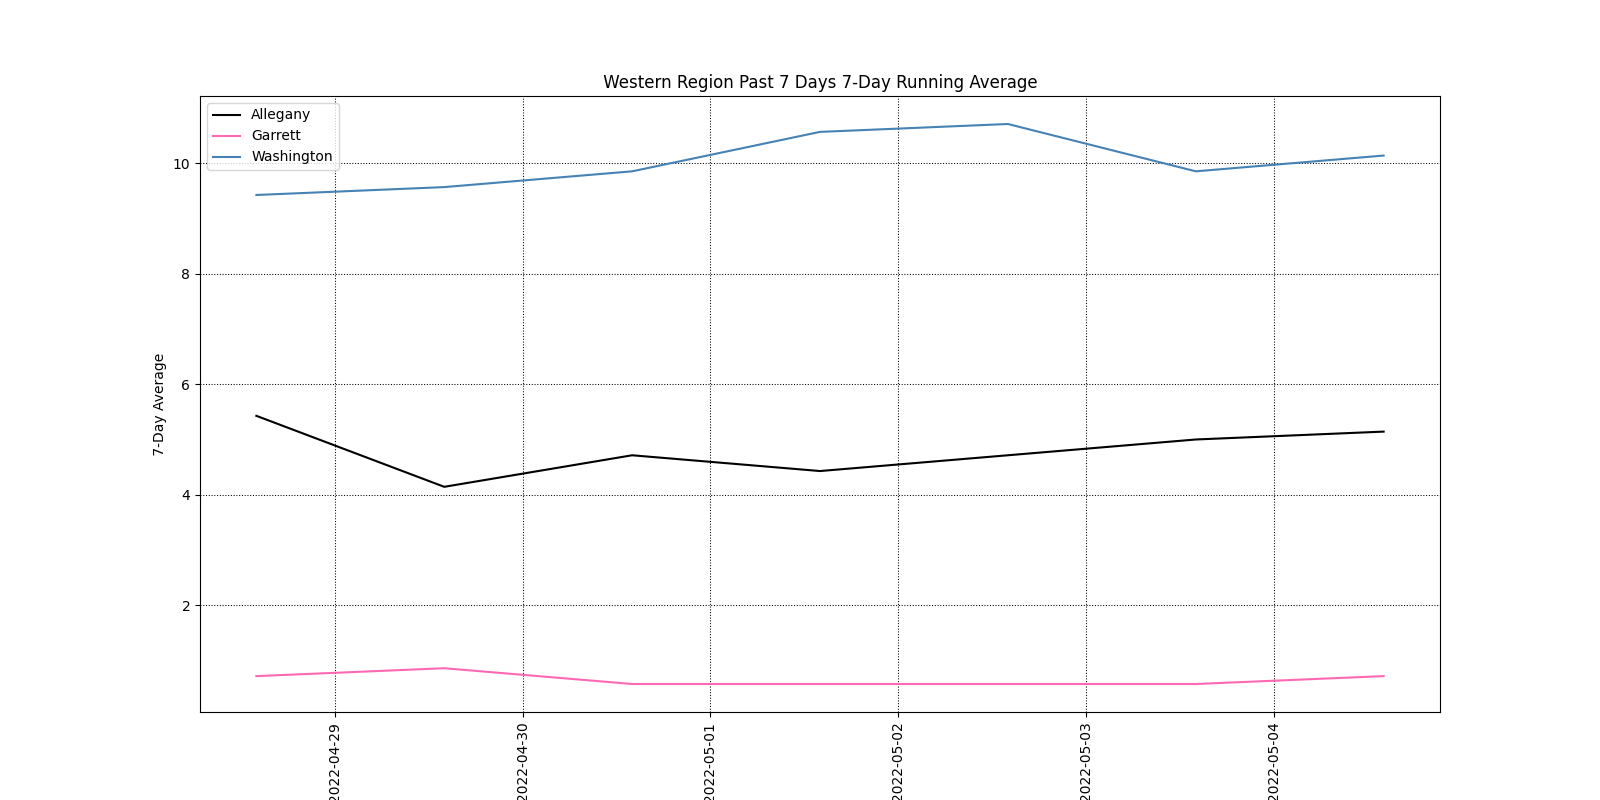 Western Region Past 7 Days 7-Day Running Average
Allegany
Garrett
Washington
10
8
6
4
2
7-Day Average
2022-04-29
2022-04-30
2022-05-01
2022-05-02
2022-05-03
2022-05-04